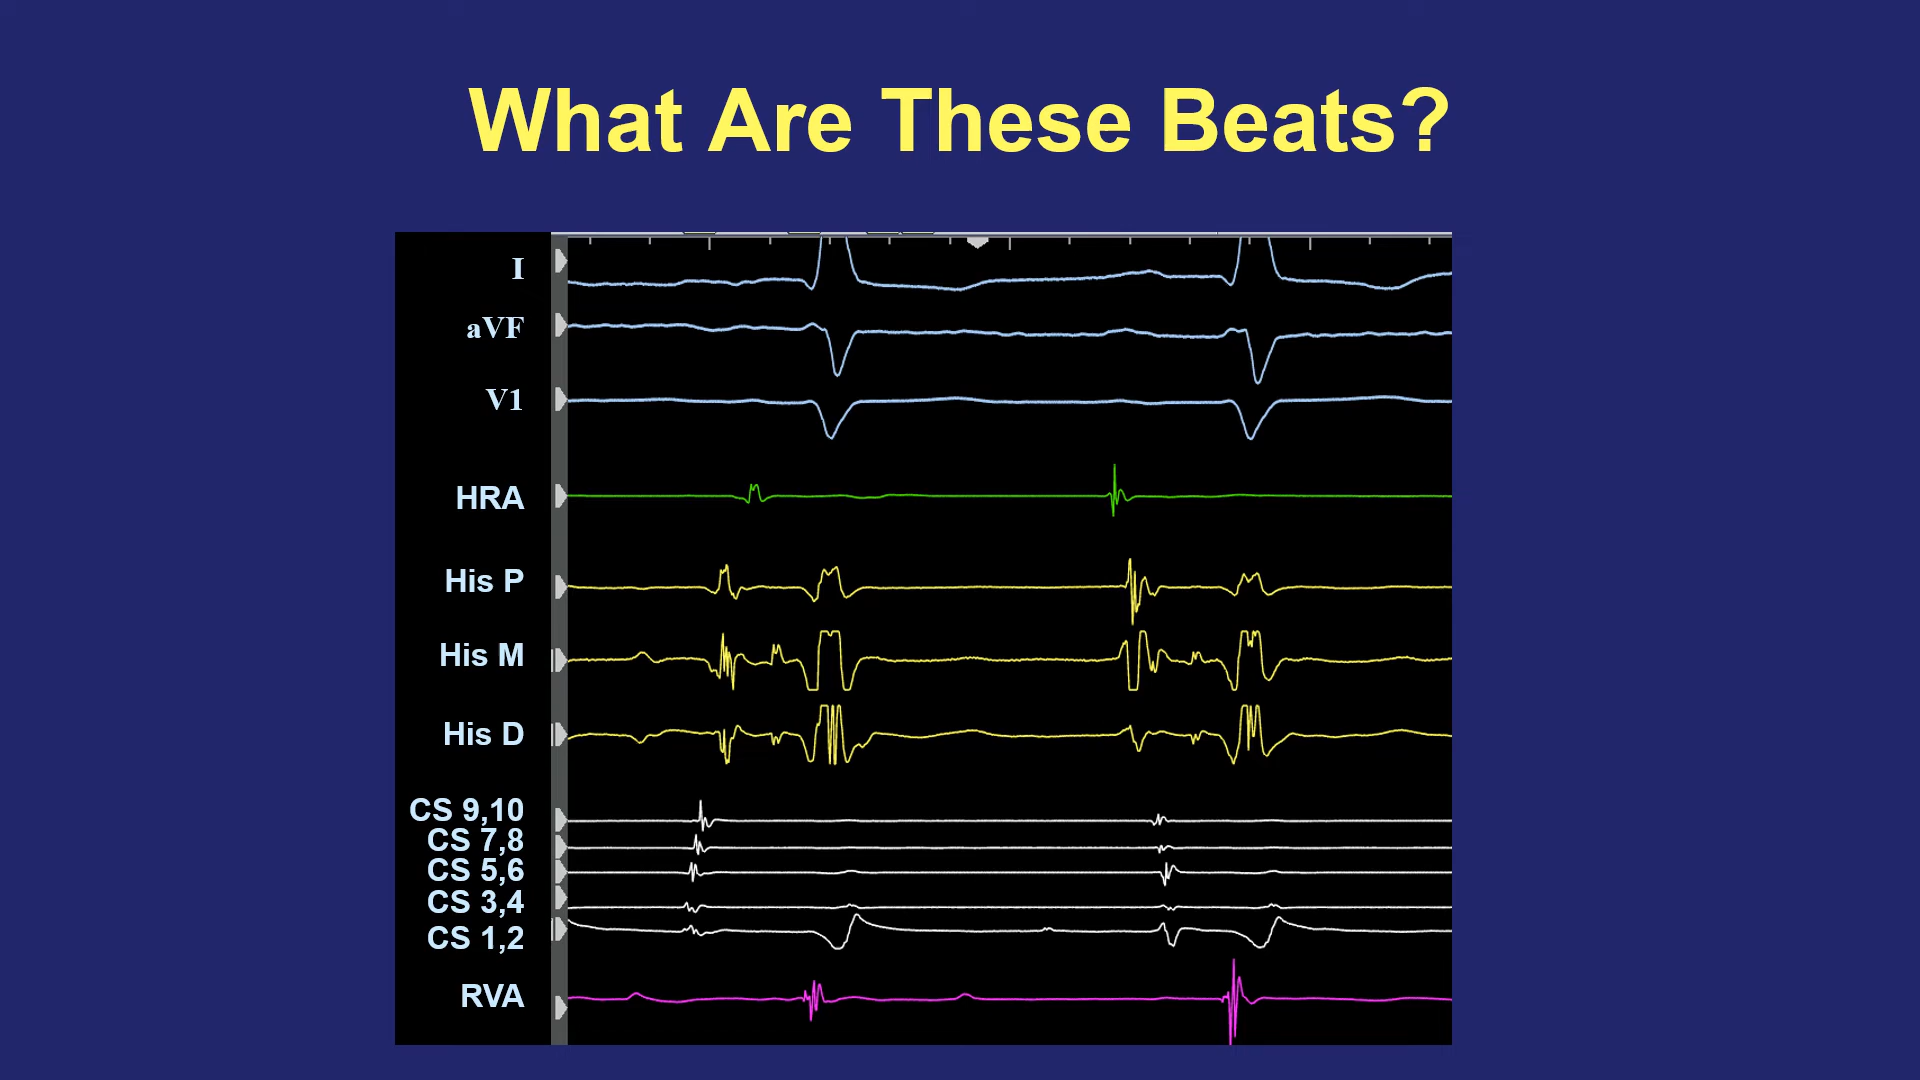 What Are These Beats?
I
aVF
V1
HRA
His P
His M
His D
CS 9,10
CS 7,8
CS 5,6
CS 3,4
CS 1,2
RVA